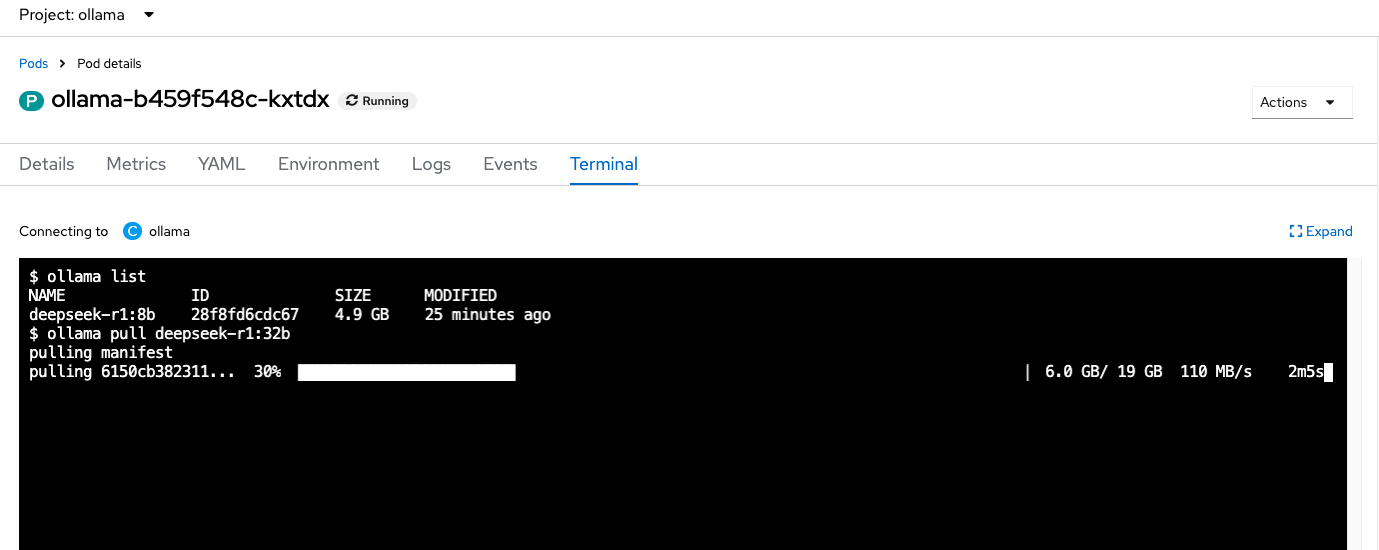 Project: ollama
Pods > Pod details
P ollama-b459f548c-kxtdx Running
Actions
Details Metrics YAML Environment Logs Events Terminal
Connecting to C ollama
Expand
$ ollama list
NAME ID SIZE MODIFIED
deepseek-r1:8b 28f8fd6cdc67 4.9 GB 25 minutes ago
$ ollama pull deepseek-r1:32b
pulling manifest
pulling 6150cb382311... 30% | 6.0 GB/ 19 GB 110 MB/s 2m5s